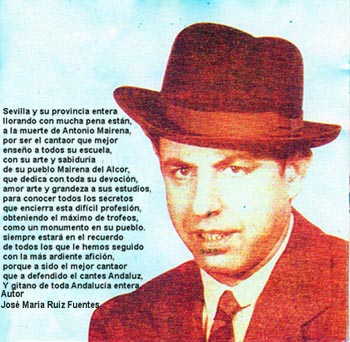 Sevilla y su provincia entera
llorando con mucha pena están,
a la muerte de Antonio Mairena,
por ser el cantaor que mejor
enseño a todos su escuela,
con su arte y sabiduría
de su pueblo Mairena del Alcor,
que dedica con toda su devoción,
amor arte y grandeza a sus estudios,
para conocer todos los secretos
que encierra esta difícil profesión,
obteniendo el máximo de trofeos,
como un monumento en su pueblo.
siempre estará en el recuerdo
de todos los que le hemos seguido
con la más ardiente afición,
porque a sido el mejor cantaor
que a defendido el cantes Andaluz,
Y gitano de toda Andalucía entera.
Autor
José María Ruiz Fuentes